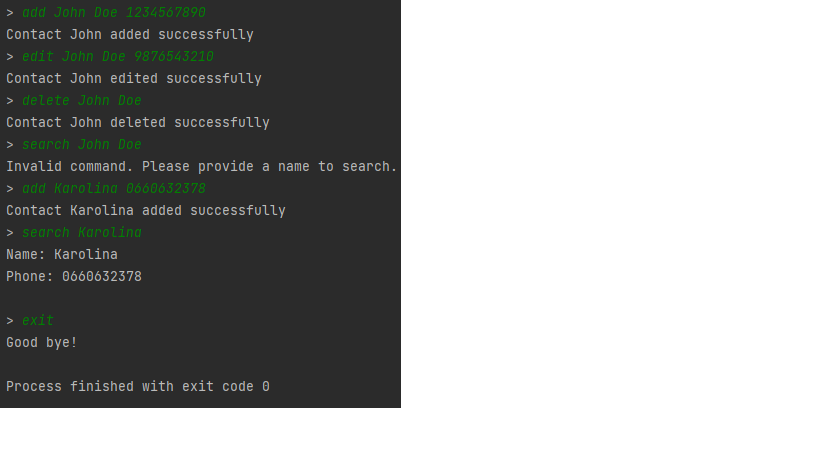 > add John Doe 1234567890
Contact John added successfully
> edit John Doe 9876543210
Contact John edited successfully
> delete John Doe
Contact John deleted successfully
> search John Doe
Invalid command. Please provide a name to search.
> add Karolina 0660632378
Contact Karolina added successfully
> search Karolina
Name: Karolina
Phone: 0660632378
> exit
Good bye!
Process finished with exit code 0